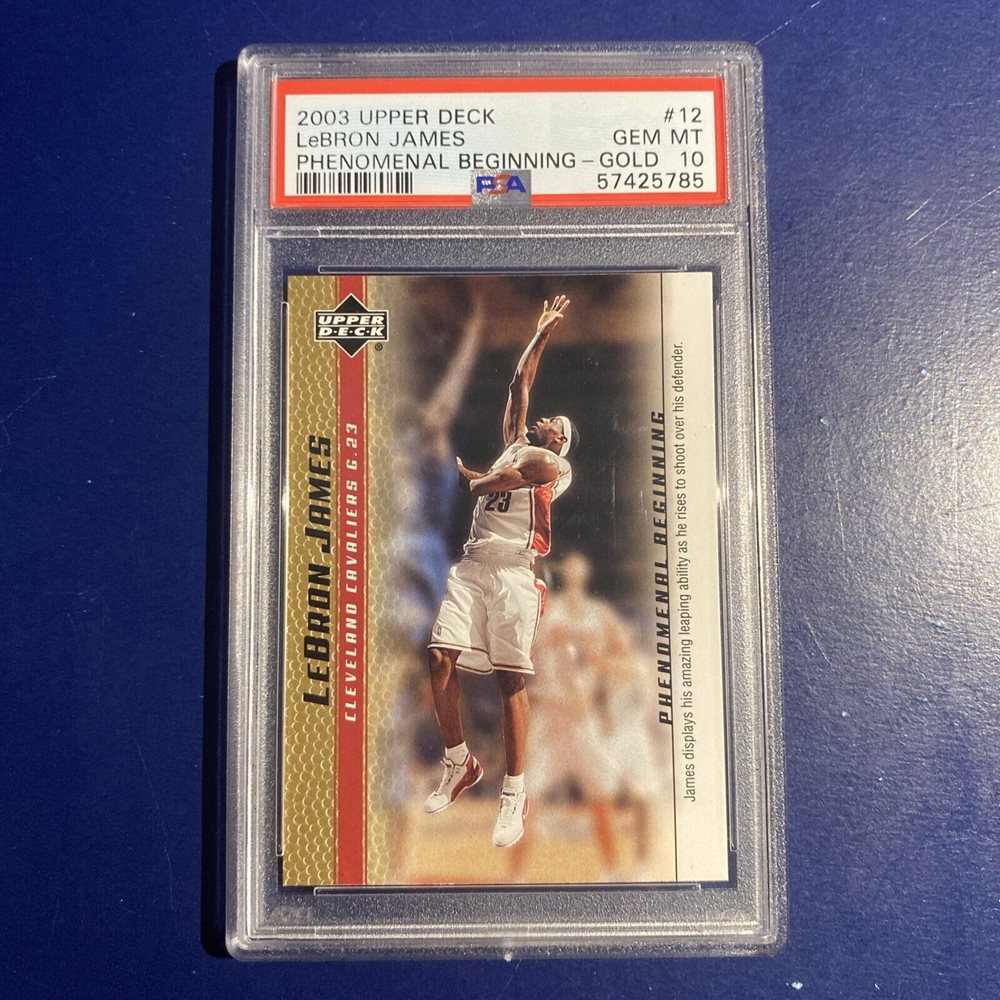 2003 UPPER DECK #12
LeBRON JAMES GEM MT
PHENOMENAL BEGINNING-GOLD 10
PSA 57425785
UPPER
D·E·C·K
®
LeBRON JAMES
CLEVELAND CAVALIERS G.23
23
PHENOMENAL BEGINNING
James displays his amazing leaping ability as he rises to shoot over his defender.